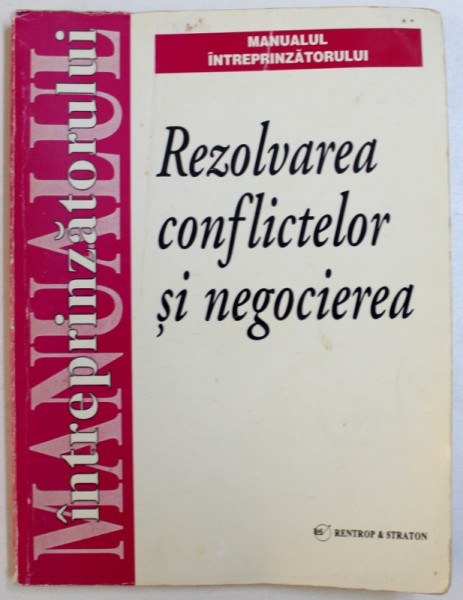 MANUALUL
ÎNTREPRINZĂTORULUI
Rezolvarea
conflictelor
și negocierea
RENTROP & STRATON
MANUALUL
întreprinzătorului